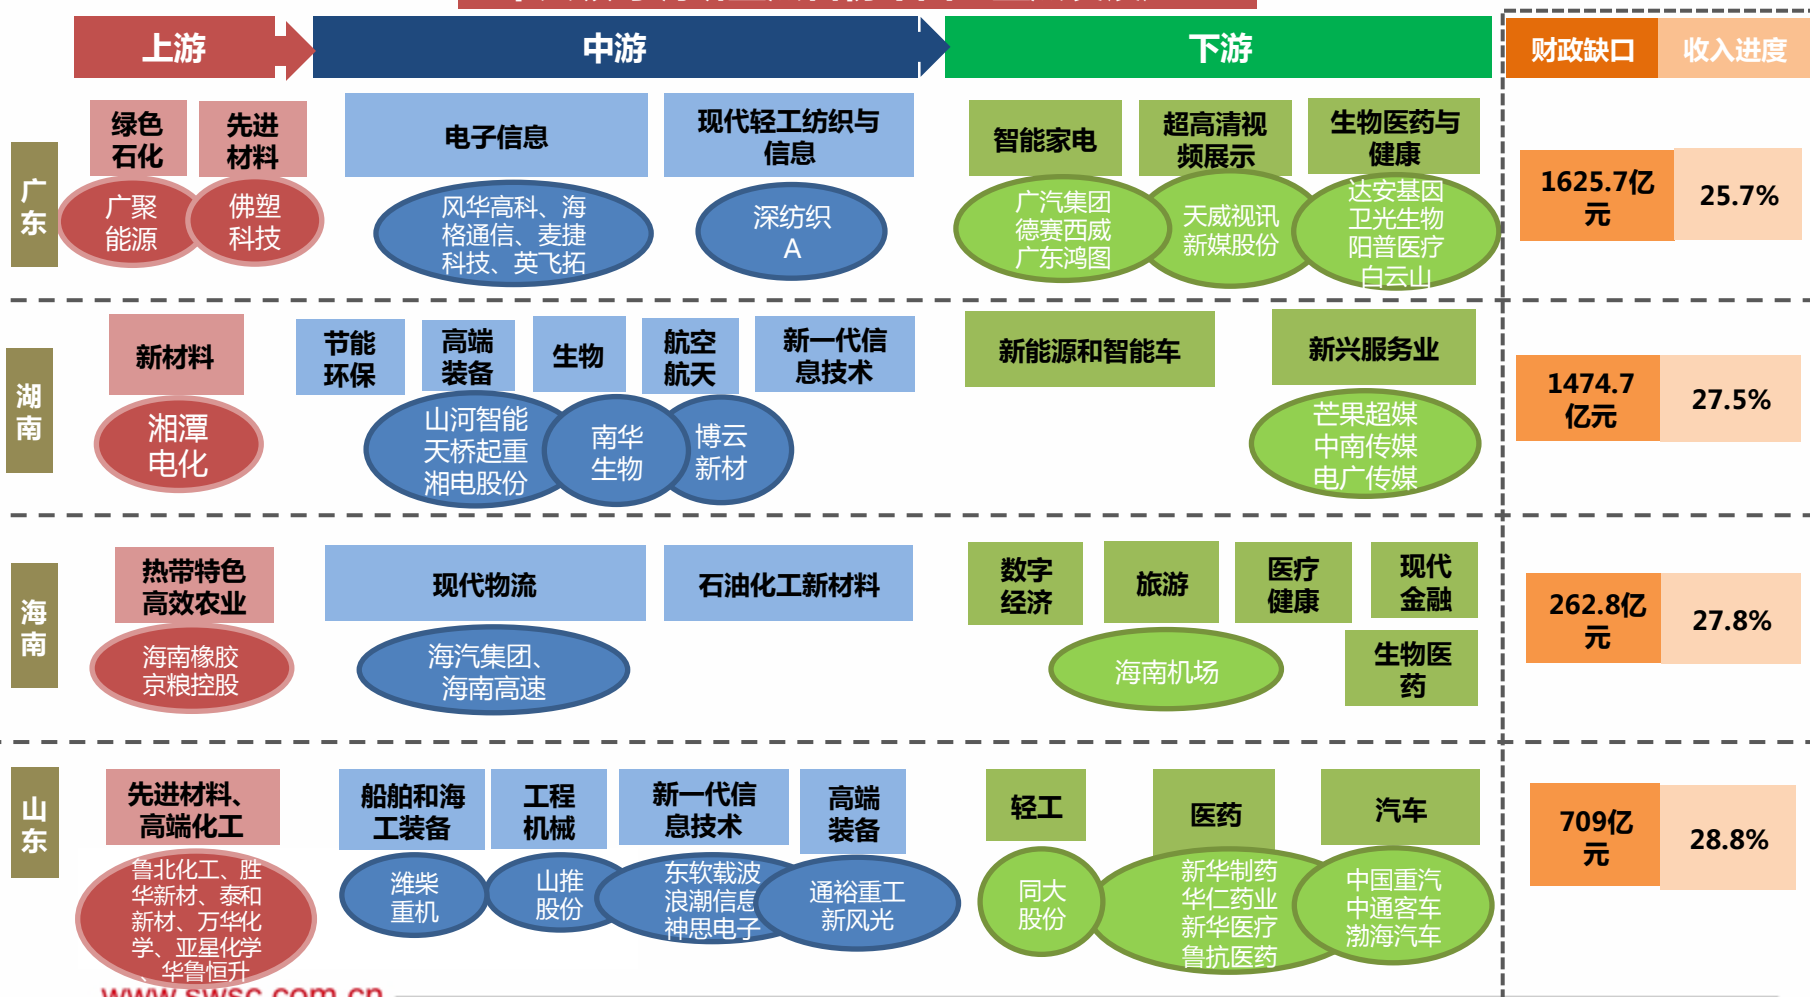 上游
中游
下游
财政缺口
收入进度
广
东
绿色
石化
先进
材料
电子信息
现代轻工纺织与
信息
智能家电
超高清视
频展示
生物医药与
健康
广聚
能源
佛塑
科技
风华高科、海
格通信、麦捷
科技、英飞拓
深纺织
A
广汽集团
德赛西威
广东鸿图
天威视讯
新媒股份
达安基因
卫光生物
阳普医疗
白云山
1625.7亿
元
25.7%
湖
南
新材料
节能
环保
高端
装备
生物
航空
航天
新一代信
息技术
新能源和智能车
新兴服务业
湘潭
电化
山河智能
天桥起重
湘电股份
南华
生物
博云
新材
芒果超媒
中南传媒
电广传媒
1474.7
亿元
27.5%
海
南
热带特色
高效农业
现代物流
石油化工新材料
数字
经济
旅游
医疗
健康
现代
金融
生物医
药
海南橡胶
京粮控股
海汽集团、
海南高速
海南机场
262.8亿
元
27.8%
山
东
先进材料、
高端化工
船舶和海
工装备
工程
机械
新一代信
息技术
高端
装备
轻工
医药
汽车
鲁北化工、胜
华新材、泰和
新材、万华化
学、亚星化学
、华鲁恒升
潍柴
重机
山推
股份
东软载波
浪潮信息
神思电子
通裕重工
新风光
同大
股份
新华制药
华仁药业
新华医疗
鲁抗医药
中国重汽
中通客车
渤海汽车
709亿
元
28.8%
www.swsc.com.cn